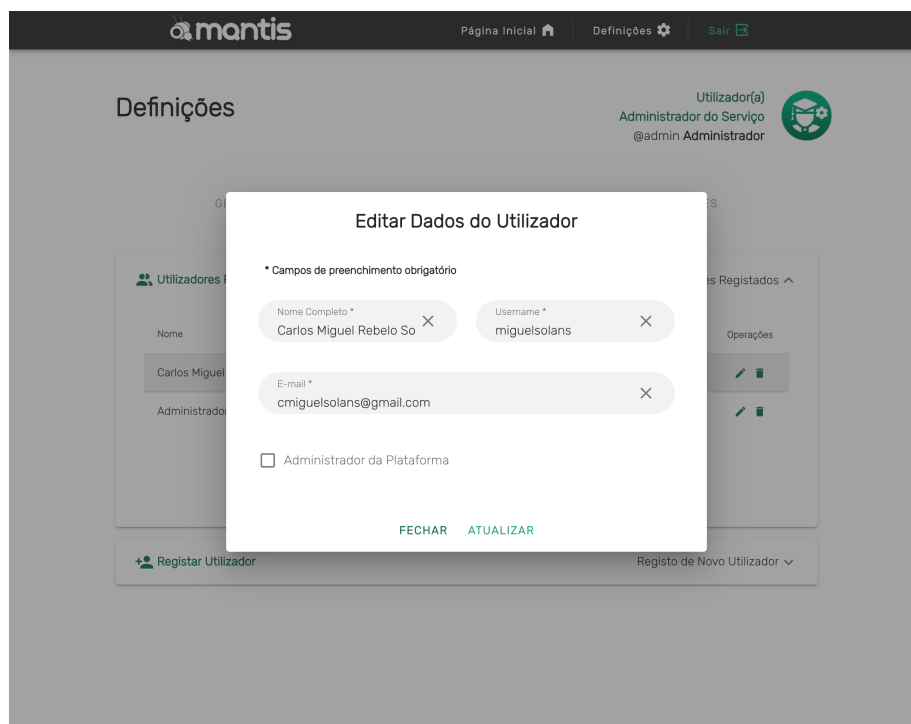 mantis
Página Inicial
Definições
Sair
Definições
Utilizador(a)
Administrador do Serviço
@admin Administrador
Editar Dados do Utilizador
* Campos de preenchimento obrigatório
Utilizadores
Registados
Nome Completo *
Carlos Miguel Rebelo So
Username *
miguelsolans
Nome
Operações
Carlos Miguel
E-mail *
cmiguelsolans@gmail.com
Administrador
Administrador da Plataforma
FECHAR
ATUALIZAR
Registar Utilizador
Registo de Novo Utilizador